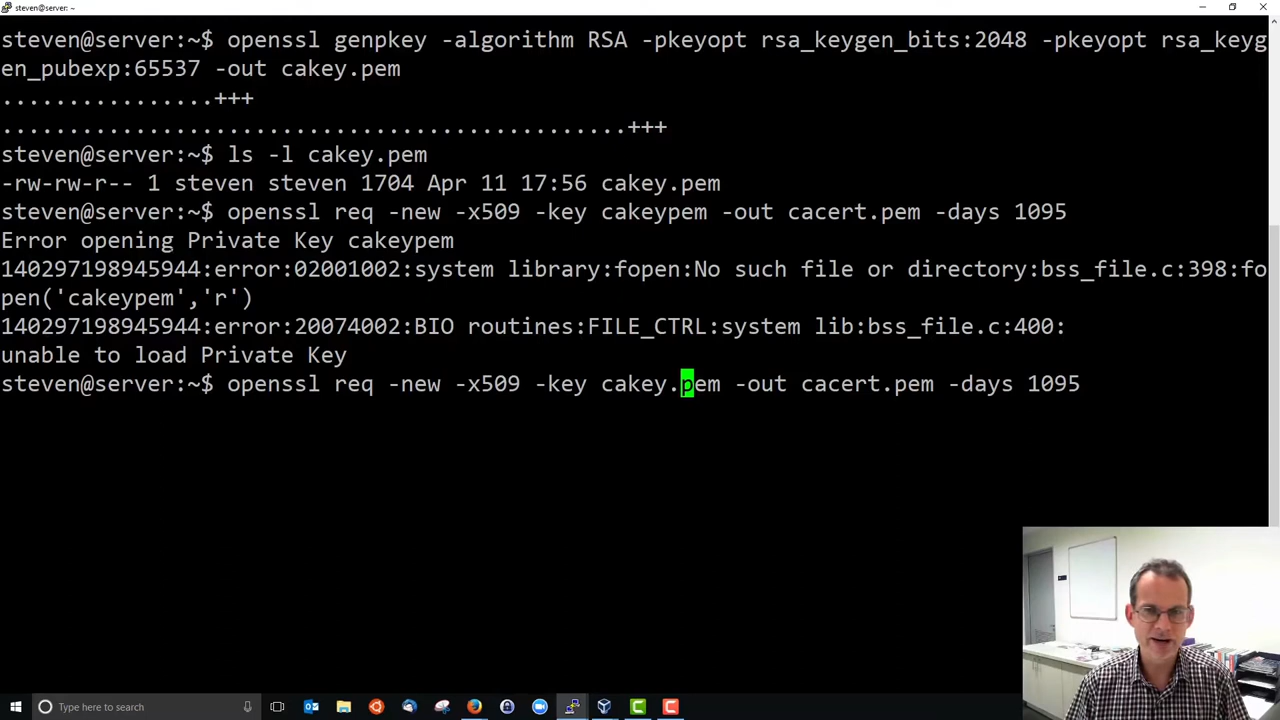 steven@server: ~
steven@server:~$ openssl genpkey -algorithm RSA -pkeyopt rsa_keygen_bits:2048 -pkeyopt rsa_keyg
en_pubexp:65537 -out cakey.pem
................+++
...............................................+++
steven@server:~$ ls -l cakey.pem
-rw-rw-r-- 1 steven steven 1704 Apr 11 17:56 cakey.pem
steven@server:~$ openssl req -new -x509 -key cakeypem -out cacert.pem -days 1095
Error opening Private Key cakeypem
140297198945944:error:02001002:system library:fopen:No such file or directory:bss_file.c:398:fo
pen('cakeypem','r')
140297198945944:error:20074002:BIO routines:FILE_CTRL:system lib:bss_file.c:400:
unable to load Private Key
steven@server:~$ openssl req -new -x509 -key cakey.pem -out cacert.pem -days 1095
Type here to search